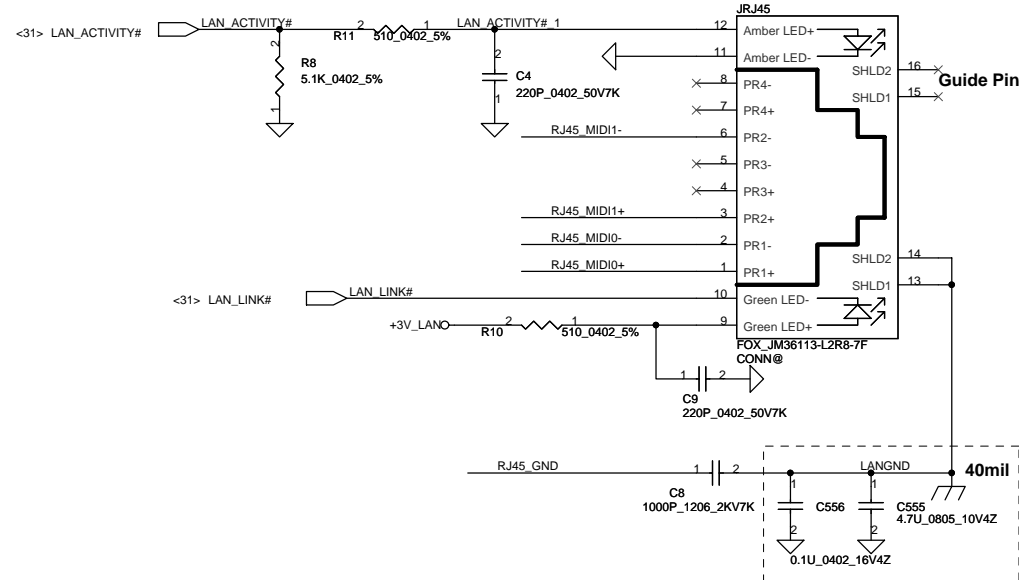 JRJ45
<31> LAN_ACTIVITY#
LAN_ACTIVITY#
2
R11
1
510_0402_5%
LAN_ACTIVITY#_1
12
Amber LED+
11
Amber LED-
2
R8
5.1K_0402_5%
1
2
C4
220P_0402_50V7K
1
SHLD2
16
Guide Pin
SHLD1
15
8
PR4-
7
PR4+
RJ45_MIDI1-
6
PR2-
5
PR3-
4
PR3+
RJ45_MIDI1+
3
PR2+
RJ45_MIDI0-
2
PR1-
RJ45_MIDI0+
1
PR1+
SHLD2
14
SHLD1
13
<31> LAN_LINK#
LAN_LINK#
10
Green LED-
+3V_LAN
R10
2
1
510_0402_5%
9
Green LED+
FOX_JM36113-L2R8-7F
CONN@
1
2
C9
220P_0402_50V7K
RJ45_GND
1
2
C8
1000P_1206_2KV7K
LANGND
40mil
1
C556
2
0.1U_0402_16V4Z
1
C555
4.7U_0805_10V4Z
2